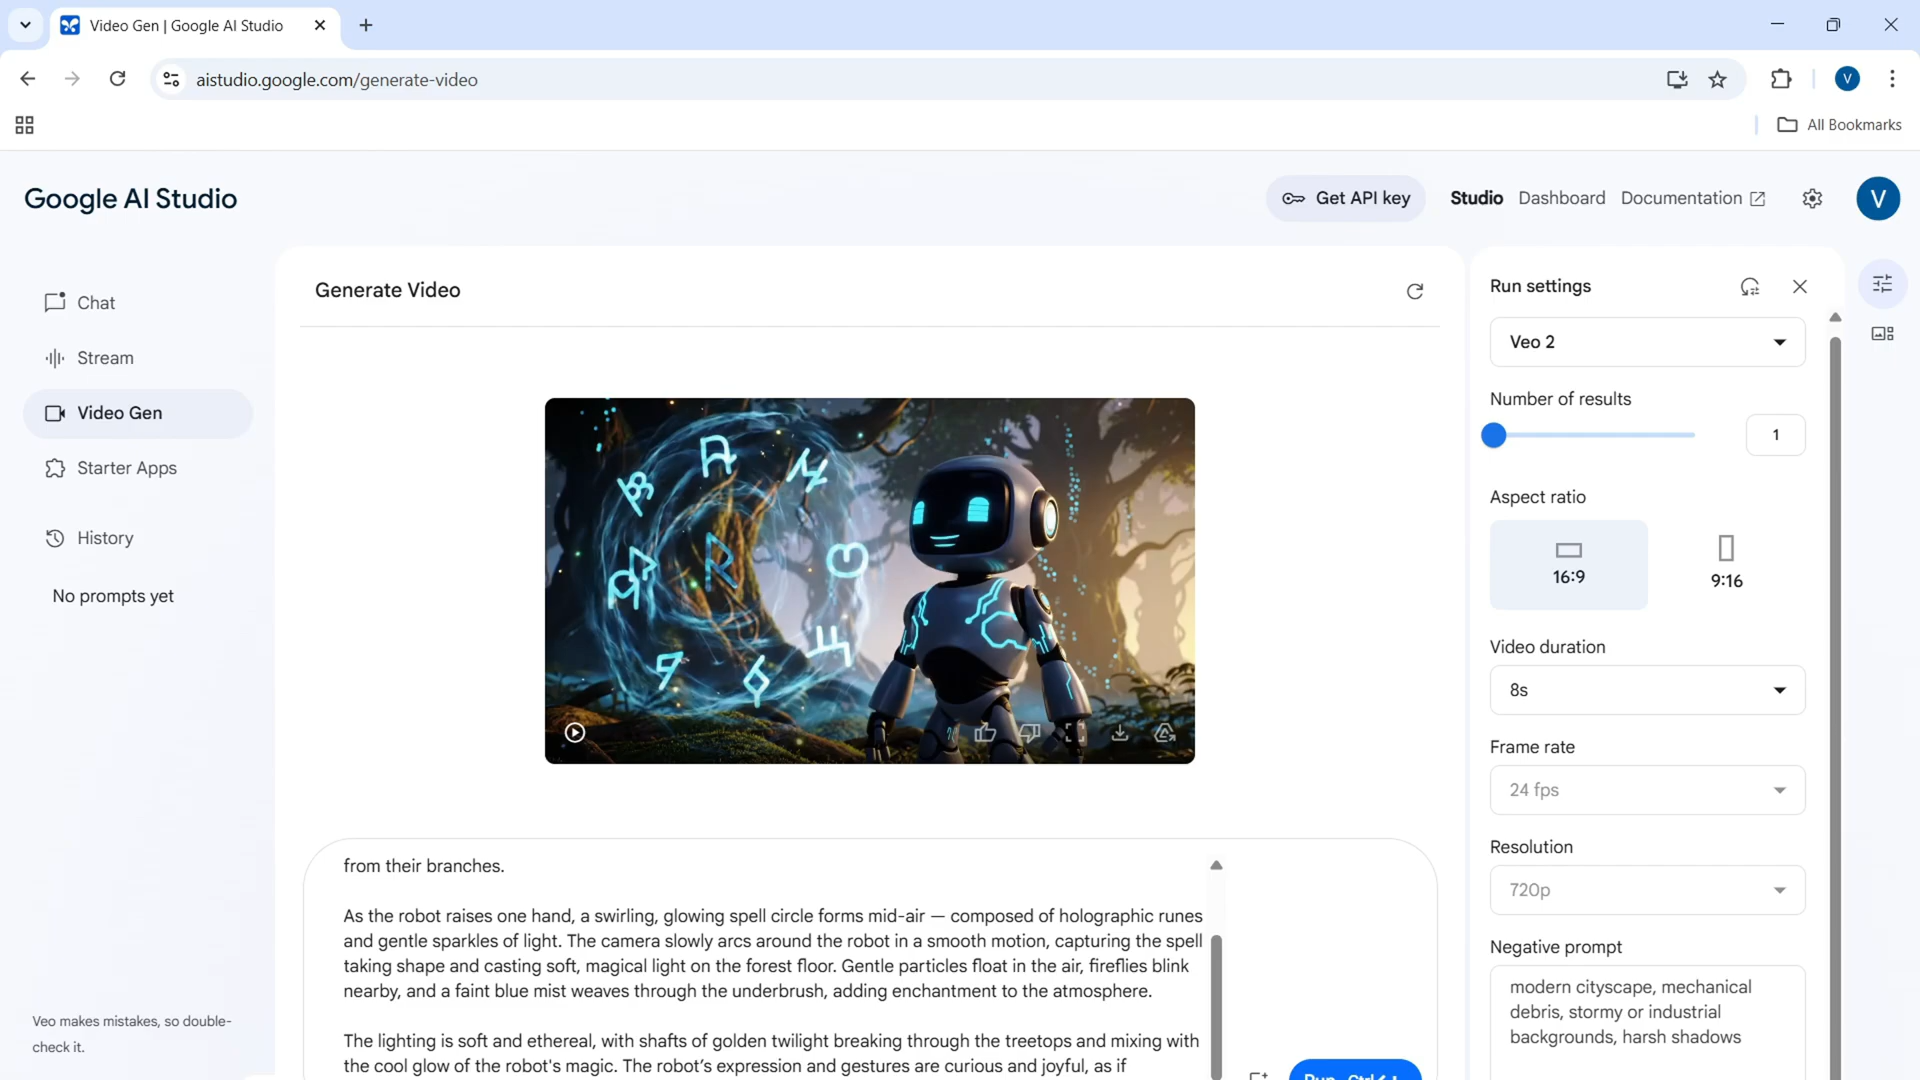 Video Gen | Google AI Studio
aistudio.google.com/generate-video
V
All Bookmarks
Google AI Studio
Get API key
Studio
Dashboard
Documentation
V
Chat
Stream
Video Gen
Starter Apps
History
No prompts yet
Veo makes mistakes, so double-
check it.
Generate Video
from their branches.
As the robot raises one hand, a swirling, glowing spell circle forms mid-air — composed of holographic runes
and gentle sparkles of light. The camera slowly arcs around the robot in a smooth motion, capturing the spell
taking shape and casting soft, magical light on the forest floor. Gentle particles float in the air, fireflies blink
nearby, and a faint blue mist weaves through the underbrush, adding enchantment to the atmosphere.
The lighting is soft and ethereal, with shafts of golden twilight breaking through the treetops and mixing with
the cool glow of the robot's magic. The robot’s expression and gestures are curious and joyful, as if
Run Ctrl
Run settings
Veo 2
Number of results
1
Aspect ratio
16:9
9:16
Video duration
8s
Frame rate
24 fps
Resolution
720p
Negative prompt
modern cityscape, mechanical
debris, stormy or industrial
backgrounds, harsh shadows